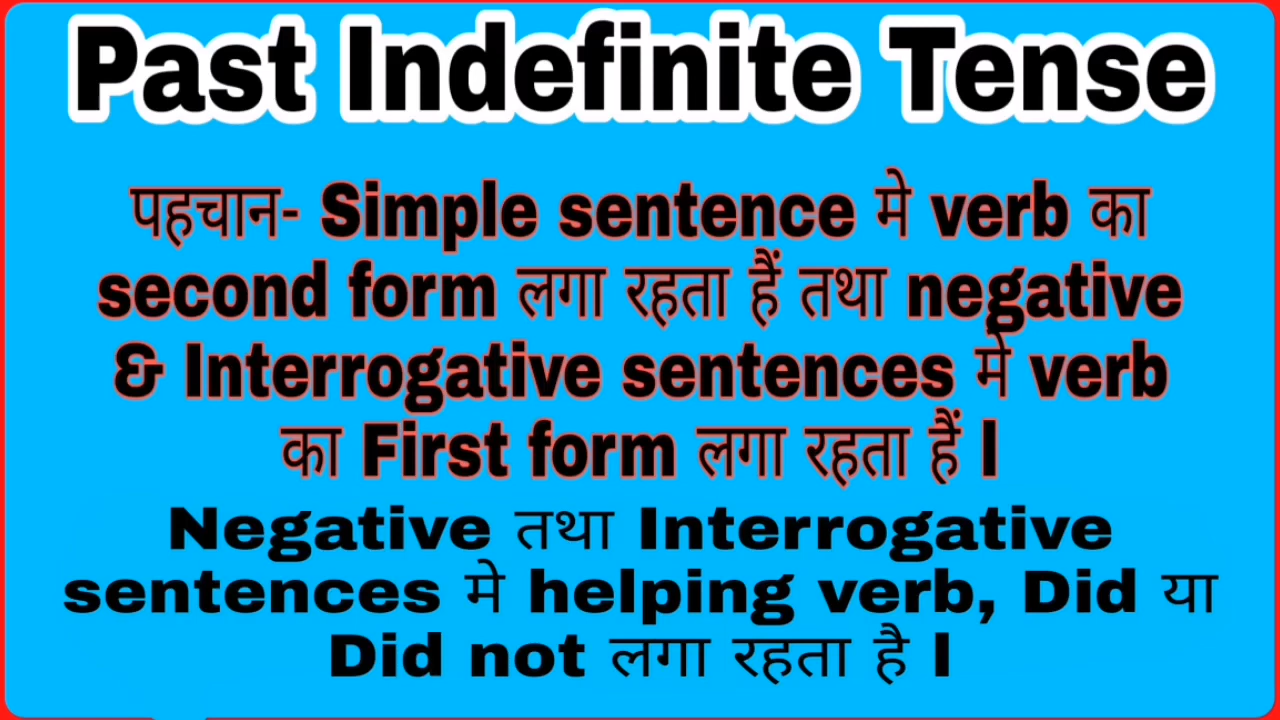 Past Indefinite Tense
पहचान- Simple sentence मे verb का
second form लगा रहता हैं तथा negative
& Interrogative sentences मे verb
का First form लगा रहता हैं l
Negative तथा Interrogative
sentences मे helping verb, Did या
Did not लगा रहता है l